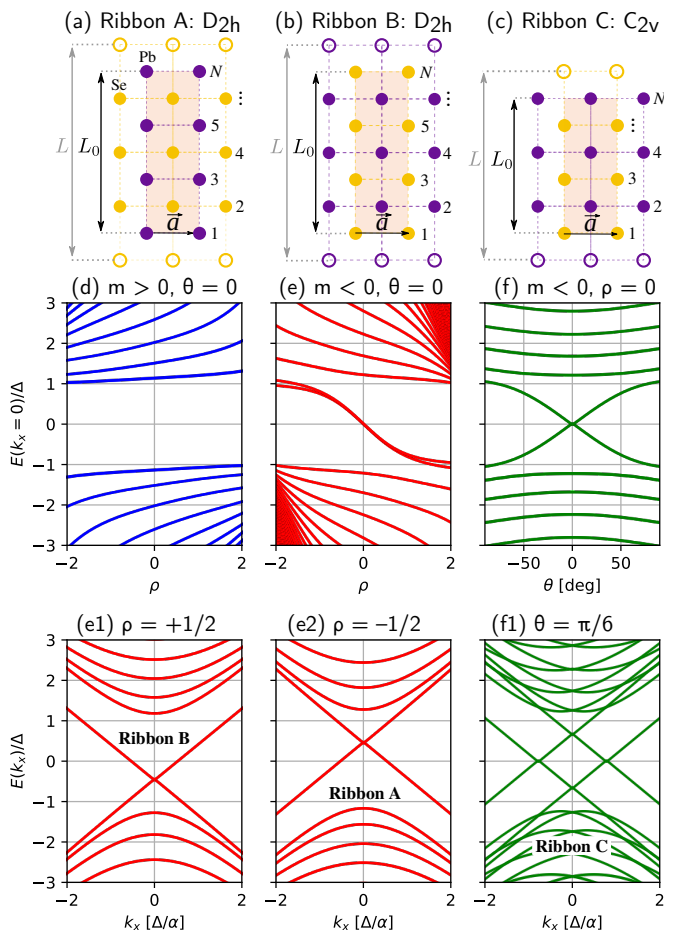 (a) Ribbon A: D2h
(b) Ribbon B: D2h
(c) Ribbon C: C2v
Pb
Se
L
L0
N
⋮
5
4
3
2
1
a⃗
L
L0
N
⋮
5
4
3
2
1
a⃗
L
L0
N
⋮
4
3
2
1
a⃗
(d) m > 0, θ = 0
(e) m < 0, θ = 0
(f) m < 0, ρ = 0
E(kx = 0)/Δ
3
2
1
0
−1
−2
−3
−2 0 2
ρ
−2 0 2
ρ
−50 0 50
θ [deg]
(e1) ρ = +1/2
(e2) ρ = −1/2
(f1) θ = π/6
E(kx)/Δ
3
2
1
0
−1
−2
−3
Ribbon B
Ribbon A
Ribbon C
−2 0 2
kx [Δ/α]
−2 0 2
kx [Δ/α]
−2 0 2
kx [Δ/α]